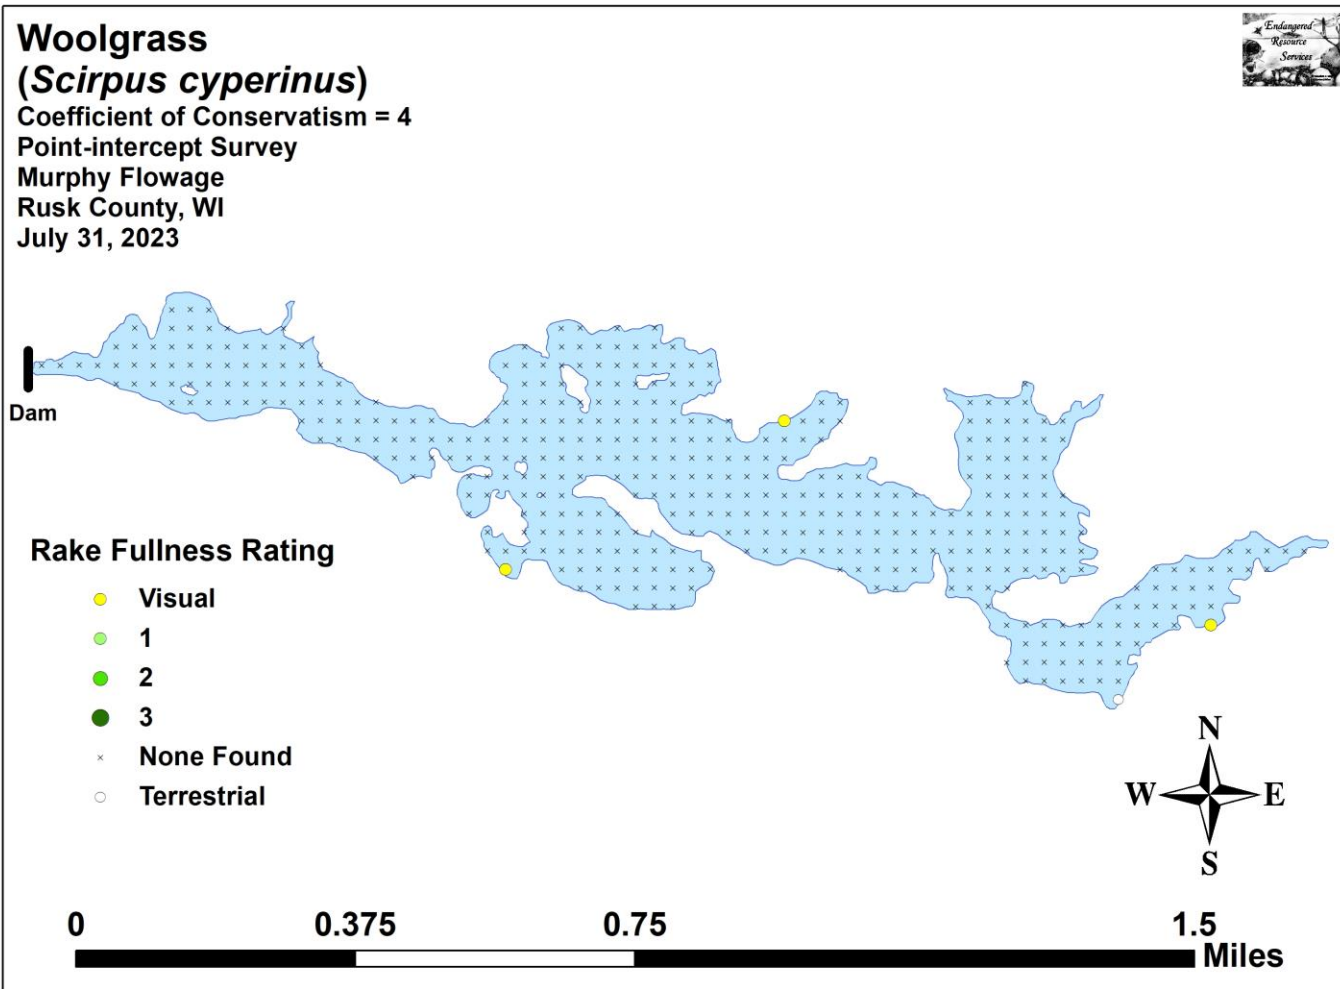 Woolgrass
(Scirpus cyperinus)
Coefficient of Conservatism = 4
Point-intercept Survey
Murphy Flowage
Rusk County, WI
July 31, 2023
Endangered
Resource
Services
Dam
Rake Fullness Rating
Visual
1
2
3
None Found
Terrestrial
N
W E
S
0 0.375 0.75 1.5
Miles